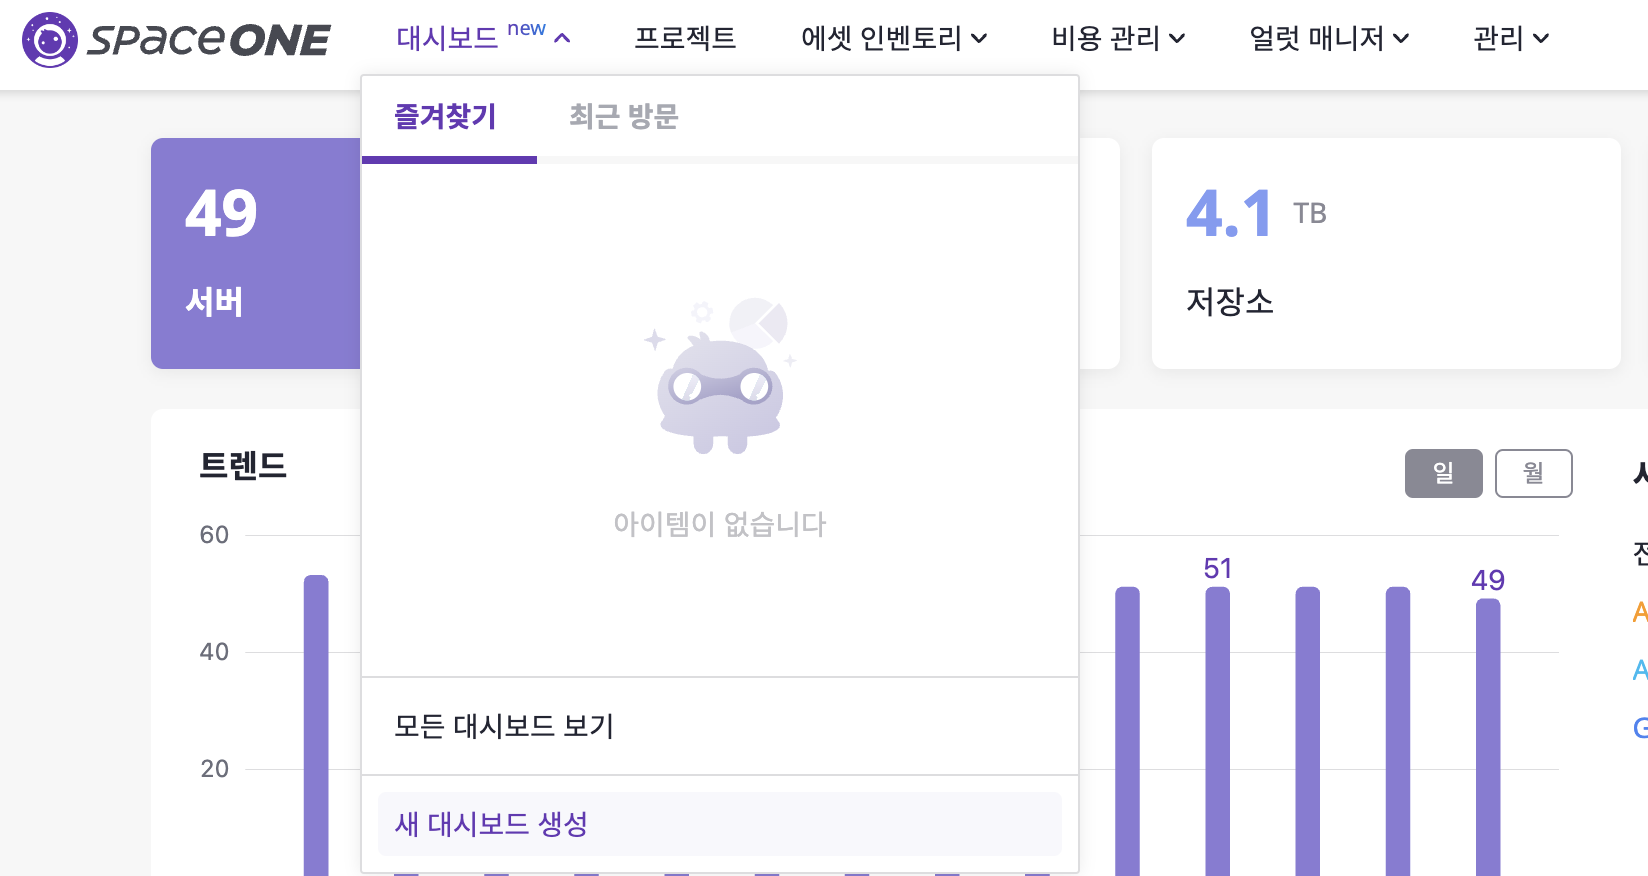 SPACEONE
대시보드 new
프로젝트
에셋 인벤토리
비용 관리
얼럿 매니저
관리
즐겨찾기
최근 방문
49
서버
4.1 TB
저장소
아이템이 없습니다
트렌드
일
월
60
40
20
51
49
모든 대시보드 보기
새 대시보드 생성